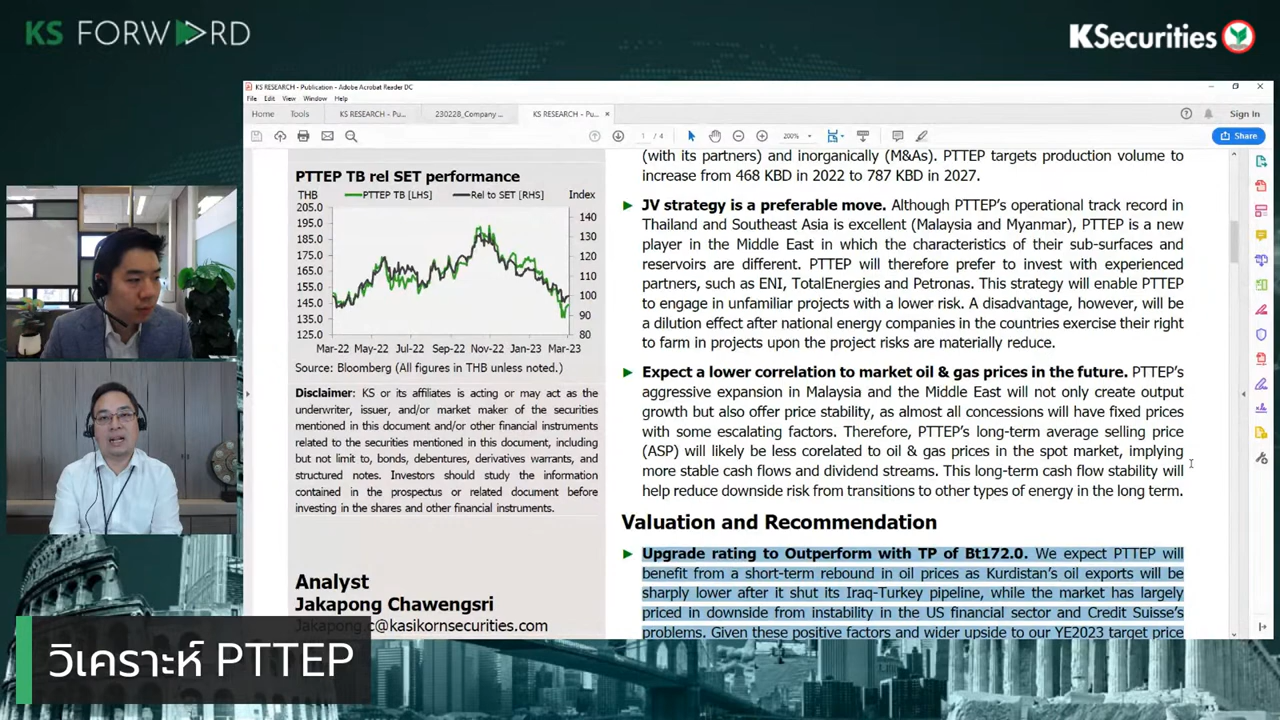 KS FORWARD
KSecurities
KS RESEARCH - Publication - Adobe Acrobat Reader DC
File Edit View Window Help
Home Tools KS RESEARCH - Pu... 230228_Company ... KS RESEARCH - Pu... ×
Sign In
1 / 4
200%
Share
(with its partners) and inorganically (M&As). PTTEP targets production volume to
increase from 468 KBD in 2022 to 787 KBD in 2027.
PTTEP TB rel SET performance
THB PTTEP TB [LHS] Rel to SET [RHS] Index
205.0
195.0
185.0
175.0
165.0
155.0
145.0
135.0
125.0
140
130
120
110
100
90
80
Mar-22 May-22 Jul-22 Sep-22 Nov-22 Jan-23 Mar-23
Source: Bloomberg (All figures in THB unless noted.)
Disclaimer: KS or its affiliates is acting or may act as the
underwriter, issuer, and/or market maker of the securities
mentioned in this document and/or other financial instruments
related to the securities mentioned in this document, including
but not limit to, bonds, debentures, derivatives warrants, and
structured notes. Investors should study the information
contained in the prospectus or related document before
investing in the shares and other financial instruments.
Analyst
Jakapong Chawengsri
Jakapong.c@kasikornsecurities.com
JV strategy is a preferable move. Although PTTEP's operational track record in
Thailand and Southeast Asia is excellent (Malaysia and Myanmar), PTTEP is a new
player in the Middle East in which the characteristics of their sub-surfaces and
reservoirs are different. PTTEP will therefore prefer to invest with experienced
partners, such as ENI, TotalEnergies and Petronas. This strategy will enable PTTEP
to engage in unfamiliar projects with a lower risk. A disadvantage, however, will be
a dilution effect after national energy companies in the countries exercise their right
to farm in projects upon the project risks are materially reduce.
Expect a lower correlation to market oil & gas prices in the future. PTTEP's
aggressive expansion in Malaysia and the Middle East will not only create output
growth but also offer price stability, as almost all concessions will have fixed prices
with some escalating factors. Therefore, PTTEP's long-term average selling price
(ASP) will likely be less corelated to oil & gas prices in the spot market, implying
more stable cash flows and dividend streams. This long-term cash flow stability will
help reduce downside risk from transitions to other types of energy in the long term.
Valuation and Recommendation
Upgrade rating to Outperform with TP of Bt172.0. We expect PTTEP will
benefit from a short-term rebound in oil prices as Kurdistan's oil exports will be
sharply lower after it shut its Iraq-Turkey pipeline, while the market has largely
priced in downside from instability in the US financial sector and Credit Suisse's
problems. Given these positive factors and wider upside to our YE2023 target price
วิเคราะห์ PTTEP